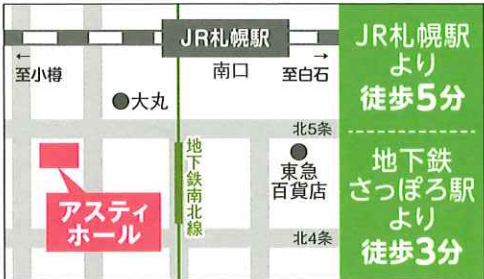 JR札幌駅
←
至小樽
南口
→
至白石
●大丸
北5条
地下鉄南北線
東急
百貨店
アスティ
ホール
北4条
JR札幌駅
より
徒歩5分
地下鉄
さっぽろ駅
より
徒歩3分